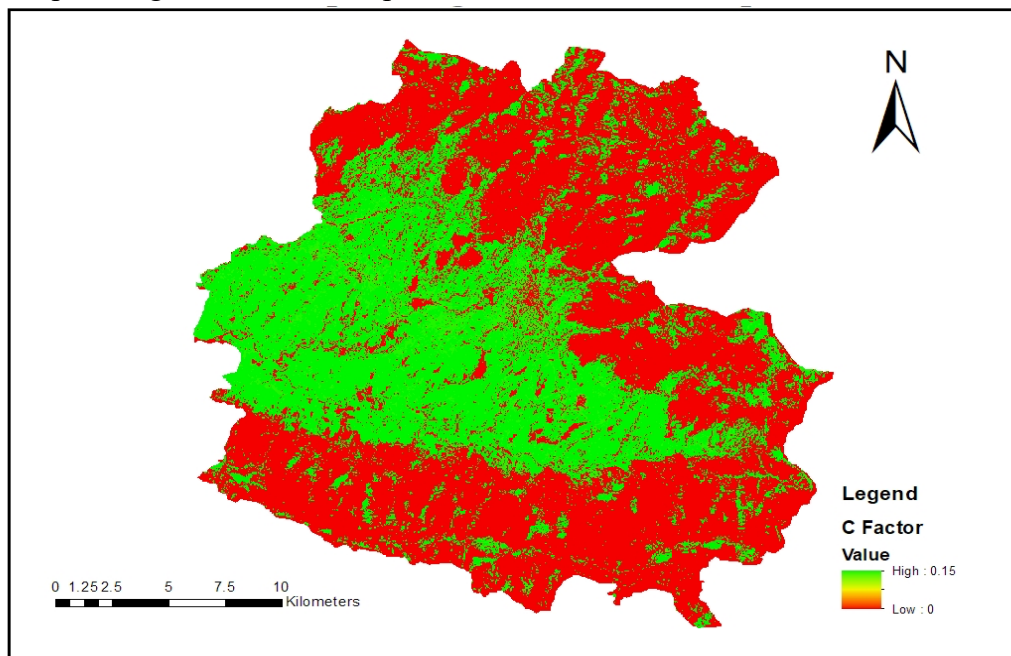 N
Legend
C Factor
Value
High : 0.15
Low : 0
0 1.25 2.5 5 7.5 10
Kilometers